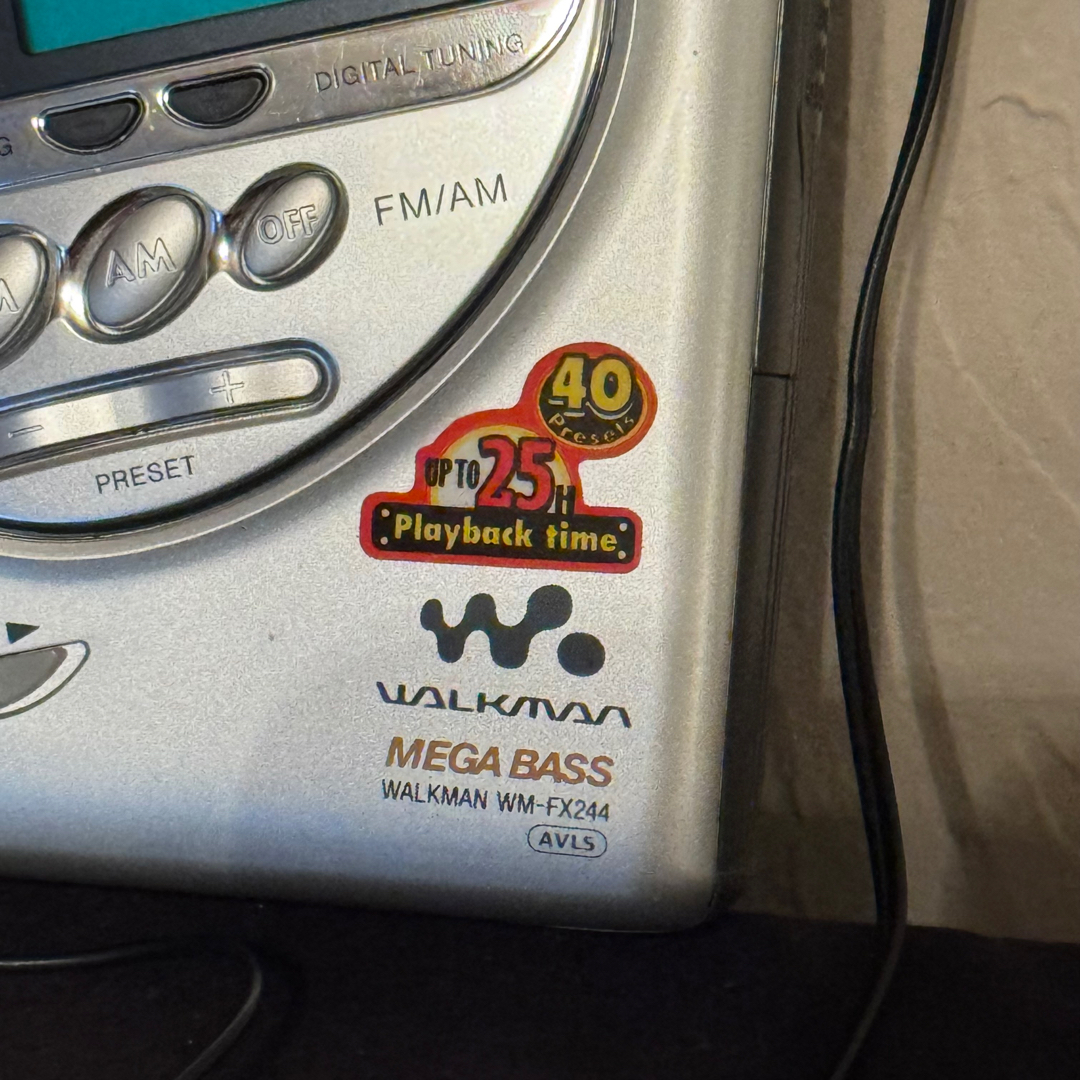 DIGITAL TUNING
FM/AM
AM
OFF
− +
PRESET
40
Presets
UP TO 25H
Playback time
WALKMAN
MEGA BASS
WALKMAN WM-FX244
AVLS